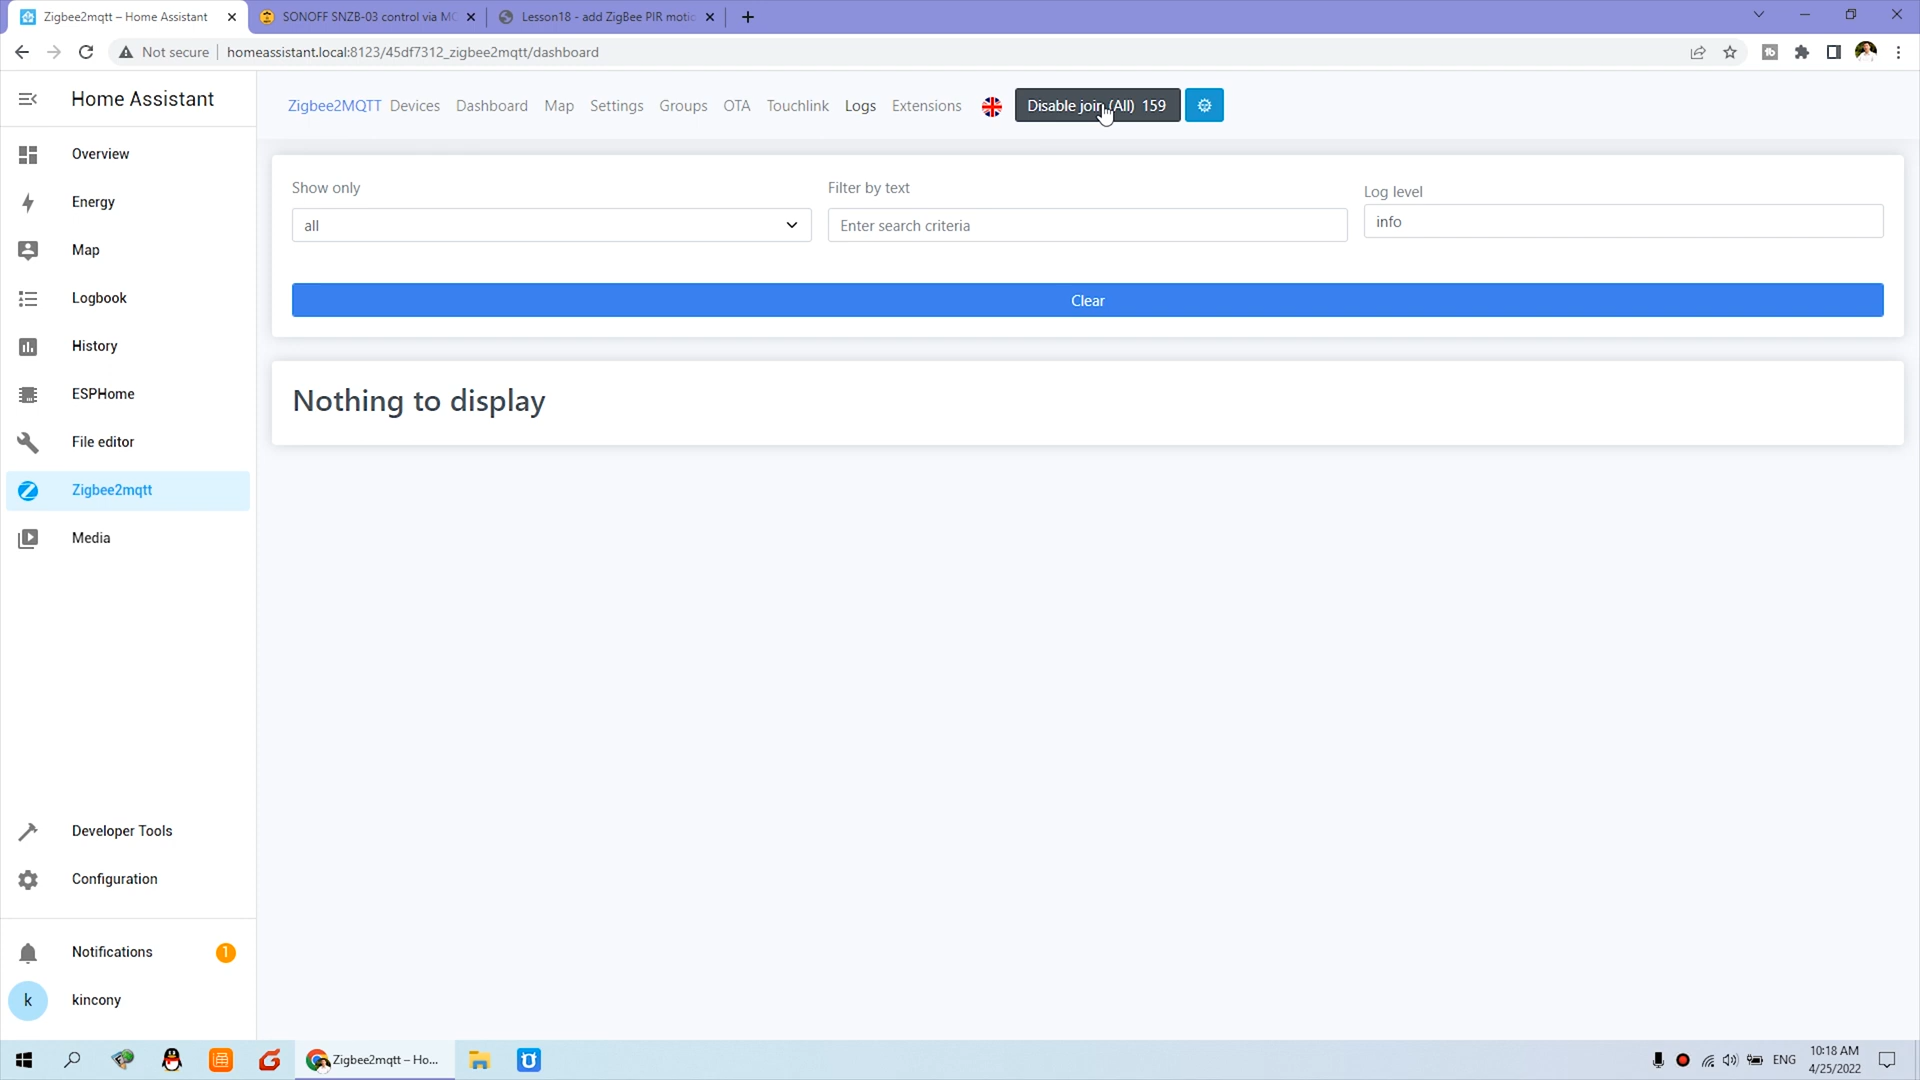 Zigbee2mqtt – Home Assistant
SONOFF SNZB-03 control via MQ
Lesson18 - add ZigBee PIR motio
Not secure
homeassistant.local:8123/45df7312_zigbee2mqtt/dashboard
Home Assistant
Zigbee2MQTT Devices Dashboard Map Settings Groups OTA Touchlink Logs Extensions
Disable join (All) 159
Overview
Energy
Map
Logbook
History
ESPHome
File editor
Zigbee2mqtt
Media
Developer Tools
Configuration
Notifications 1
k kincony
Show only
all
Filter by text
Enter search criteria
Log level
info
Clear
Nothing to display
Zigbee2mqtt – Ho...
ENG
10:18 AM
4/25/2022